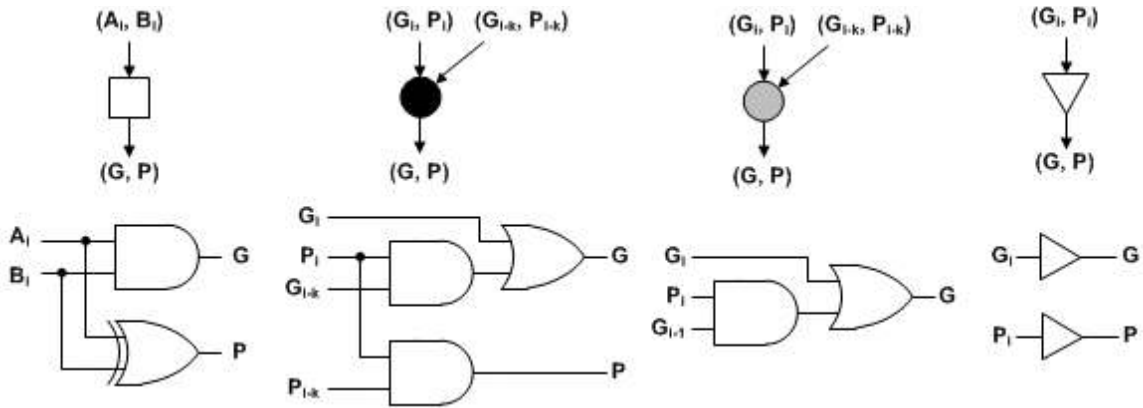 (Aᵢ, Bᵢ)
(G, P)
(Gᵢ, Pᵢ) (Gᵢ₋ₖ, Pᵢ₋ₖ)
(G, P)
(Gᵢ, Pᵢ) (Gᵢ₋ₖ, Pᵢ₋ₖ)
(G, P)
(Gᵢ, Pᵢ)
(G, P)
Aᵢ
Bᵢ
G
P
Gᵢ
Pᵢ
Gᵢ₋ₖ
Pᵢ₋ₖ
G
P
Gᵢ
Pᵢ
Gᵢ₋₁
G
Gᵢ G
Pᵢ P